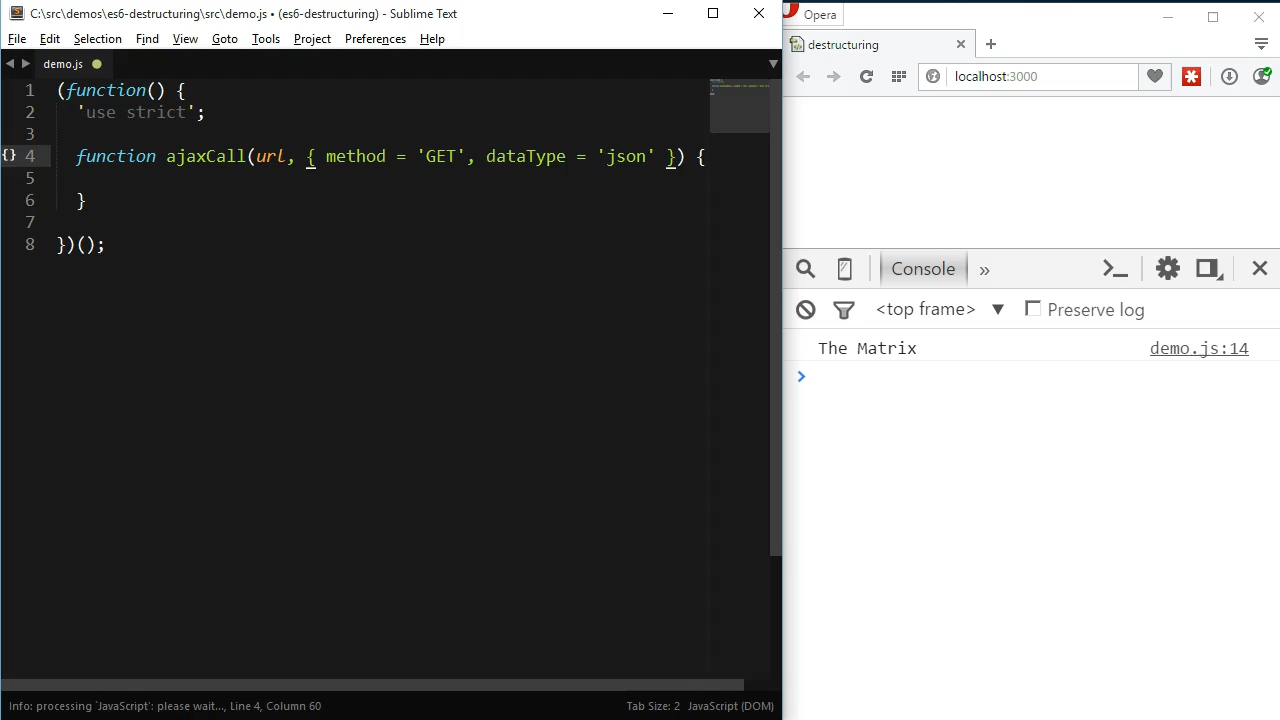 C:\src\demos\es6-destructuring\src\demo.js • (es6-destructuring) - Sublime Text
File Edit Selection Find View Goto Tools Project Preferences Help
demo.js
1 (function() {
2 'use strict';
3
{} 4 function ajaxCall(url, { method = 'GET', dataType = 'json' }) {
5
6 }
7
8 })();
Info: processing `JavaScript': please wait..., Line 4, Column 60
Tab Size: 2 JavaScript (DOM)
Opera
destructuring
localhost:3000
Console »
<top frame> ▼ Preserve log
The Matrix demo.js:14